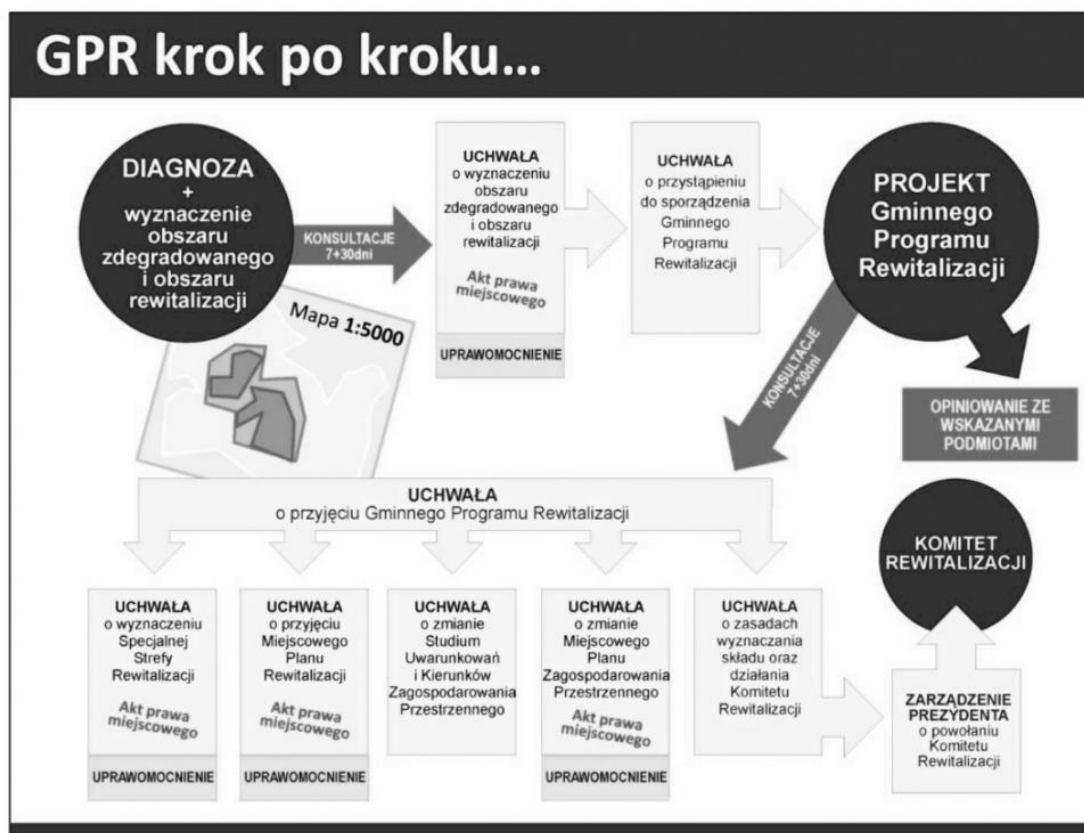 GPR krok po kroku...
DIAGNOZA
+
wyznaczenie
obszaru
zdegradowanego
i obszaru
rewitalizacji
KONSULTACJE
7+30dni
UCHWAŁA
o wyznaczeniu
obszaru
zdegradowanego
i obszaru
rewitalizacji
Akt prawa
miejscowego
UPRAWOMOCNIENIE
UCHWAŁA
o przystąpieniu
do sporządzenia
Gminnego
Programu
Rewitalizacji
PROJEKT
Gminnego
Programu
Rewitalizacji
Mapa 1:5000
KONSULTACJE
7+30dni
OPINIOWANIE ZE
WSKAZANYMI
PODMIOTAMI
UCHWAŁA
o przyjęciu Gminnego Programu Rewitalizacji
KOMITET
REWITALIZACJI
UCHWAŁA
o wyznaczeniu
Specjalnej
Strefy
Rewitalizacji
Akt prawa
miejscowego
UPRAWOMOCNIENIE
UCHWAŁA
o przyjęciu
Miejscowego
Planu
Rewitalizacji
Akt prawa
miejscowego
UPRAWOMOCNIENIE
UCHWAŁA
o zmianie
Studium
Uwarunkowań
i Kierunków
Zagospodarowania
Przestrzennego
UCHWAŁA
o zmianie
Miejscowego
Planu
Zagospodarowania
Przestrzennego
Akt prawa
miejscowego
UPRAWOMOCNIENIE
UCHWAŁA
o zasadach
wyznaczania
składu oraz
działania
Komitetu
Rewitalizacji
ZARZĄDZENIE
PREZYDENTA
o powołaniu
Komitetu
Rewitalizacji